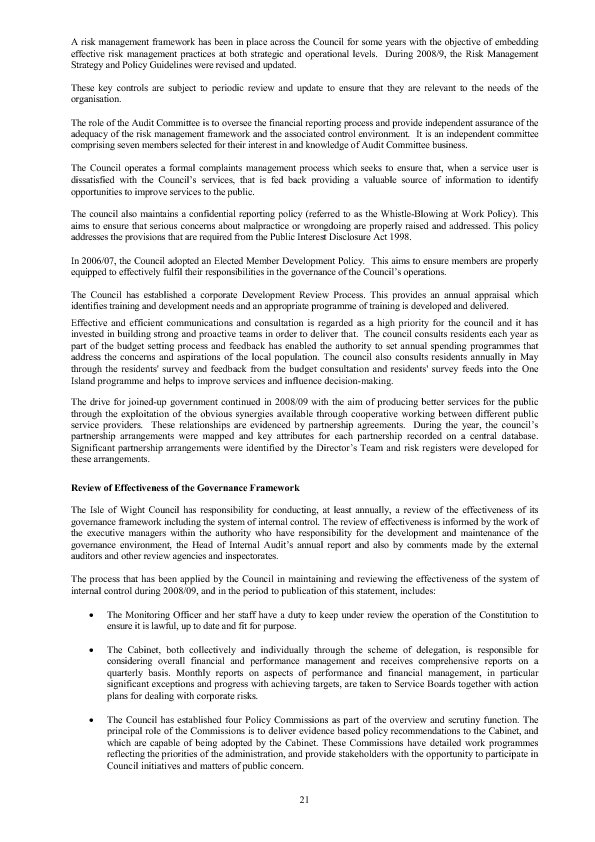 A risk management framework has been in place across the Council for some years with the objective of embedding
effective risk management practices at both strategic and operational levels.  During 2008/9, the Risk Management
Strategy and Policy Guidelines were revised and updated.
These key controls are subject to periodic review and update to ensure that they are relevant to the needs of the
organisation.
The role of the Audit Committee is to oversee the financial reporting process and provide independent assurance of the
adequacy of the risk management framework and the associated control environment.  It is an independent committee
comprising seven members selected for their interest in and knowledge of Audit Committee business.
The Council operates a formal complaints management process which seeks to ensure that, when a service user is
dissatisfied with the Council's services, that is fed back providing a valuable source of information to identify
opportunities to improve services to the public.
The council also maintains a confidential reporting policy (referred to as the Whistle-Blowing at Work Policy). This
aims to ensure that serious concerns about malpractice or wrongdoing are properly raised and addressed. This policy
addresses the provisions that are required from the Public Interest Disclosure Act 1998.
In 2006/07, the Council adopted an Elected Member Development Policy.  This aims to ensure members are properly
equipped to effectively fulfil their responsibilities in the governance of the Council's operations.
The Council has established a corporate Development Review Process. This provides an annual appraisal which
identifies training and development needs and an appropriate programme of training is developed and delivered.
Effective and efficient communications and consultation is regarded as a high priority for the council and it has
invested in building strong and proactive teams in order to deliver that.  The council consults residents each year as
part of the budget setting process and feedback has enabled the authority to set annual spending programmes that
address the concerns and aspirations of the local population. The council also consults residents annually in May
through the residents' survey and feedback from the budget consultation and residents' survey feeds into the One
Island programme and helps to improve services and influence decision-making.
The drive for joined-up government continued in 2008/09 with the aim of producing better services for the public
through the exploitation of the obvious synergies available through cooperative working between different public
service providers.  These relationships are evidenced by partnership agreements.  During the year, the council's
partnership arrangements were mapped and key attributes for each partnership recorded on a central database.
Significant partnership arrangements were identified by the Director's Team and risk registers were developed for
these arrangements.
Review of Effectiveness of the Governance Framework
The Isle of Wight Council has responsibility for conducting, at least annually, a review of the effectiveness of its
governance framework including the system of internal control. The review of effectiveness is informed by the work of
the executive managers within the authority who have responsibility for the development and maintenance of the
governance environment, the Head of Internal Audit's annual report and also by comments made by the external
auditors and other review agencies and inspectorates.
The process that has been applied by the Council in maintaining and reviewing the effectiveness of the system of
internal control during 2008/09, and in the period to publication of this statement, includes:
• The Monitoring Officer and her staff have a duty to keep under review the operation of the Constitution to
ensure it is lawful, up to date and fit for purpose.
• The Cabinet, both collectively and individually through the scheme of delegation, is responsible for
considering overall financial and performance management and receives comprehensive reports on a
quarterly basis. Monthly reports on aspects of performance and financial management, in particular
significant exceptions and progress with achieving targets, are taken to Service Boards together with action
plans for dealing with corporate risks.
• The Council has established four Policy Commissions as part of the overview and scrutiny function. The
principal role of the Commissions is to deliver evidence based policy recommendations to the Cabinet, and
which are capable of being adopted by the Cabinet. These Commissions have detailed work programmes
reflecting the priorities of the administration, and provide stakeholders with the opportunity to participate in
Council initiatives and matters of public concern.
21